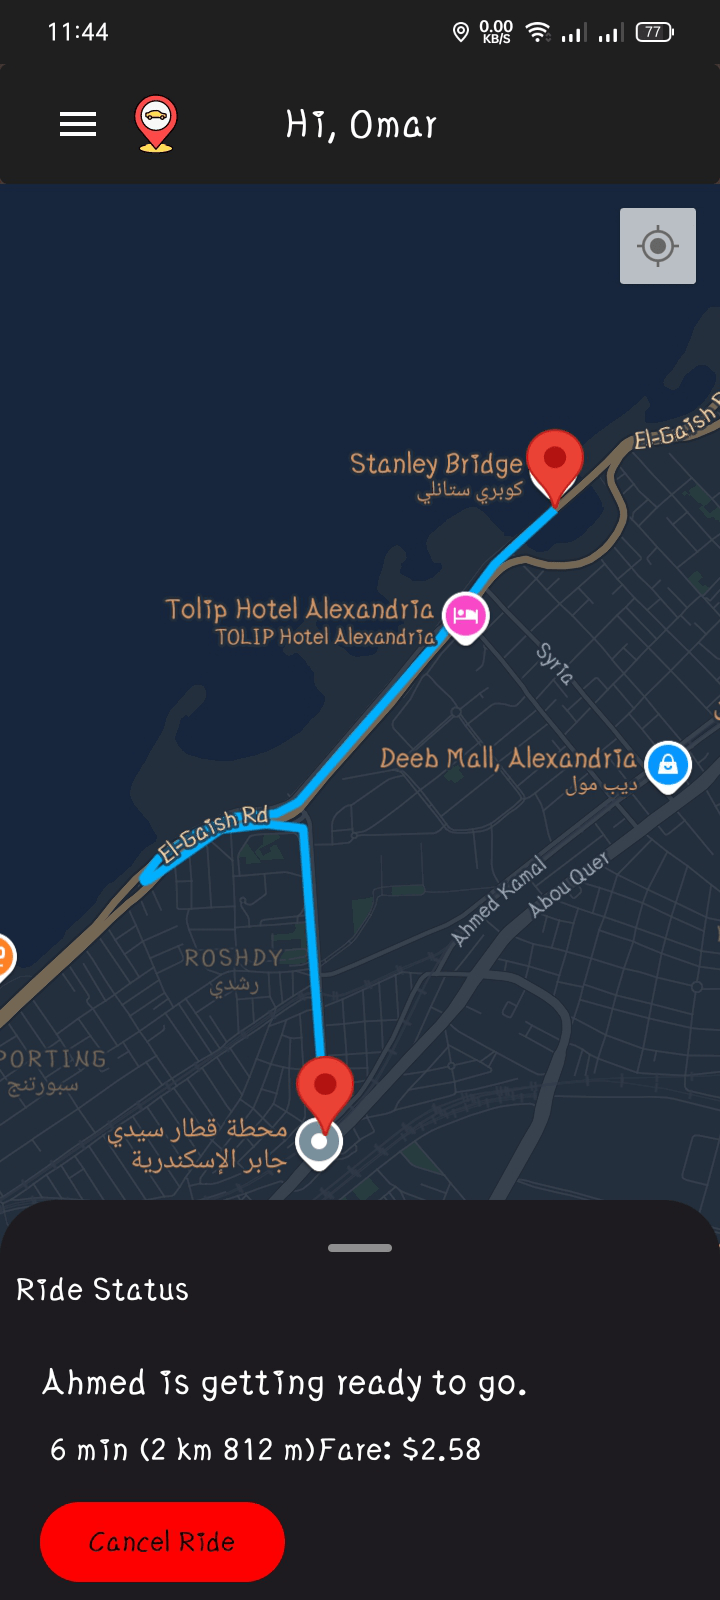 11:44
0.00
KB/S
77
Hi, Omar
El-Gaish R
Stanley Bridge
كوبري ستانلي
Tolip Hotel Alexandria
TOLIP Hotel Alexandria
Syria
Deeb Mall, Alexandria
ديب مول
El-Gaish Rd
Ahmed Kamal
Abou Quer
ROSHDY
رشدي
PORTING
سبورتنج
محطة قطار سيدي
جابر الإسكندرية
Ride Status
Ahmed is getting ready to go.
6 min (2 km 812 m)Fare: $2.58
Cancel Ride